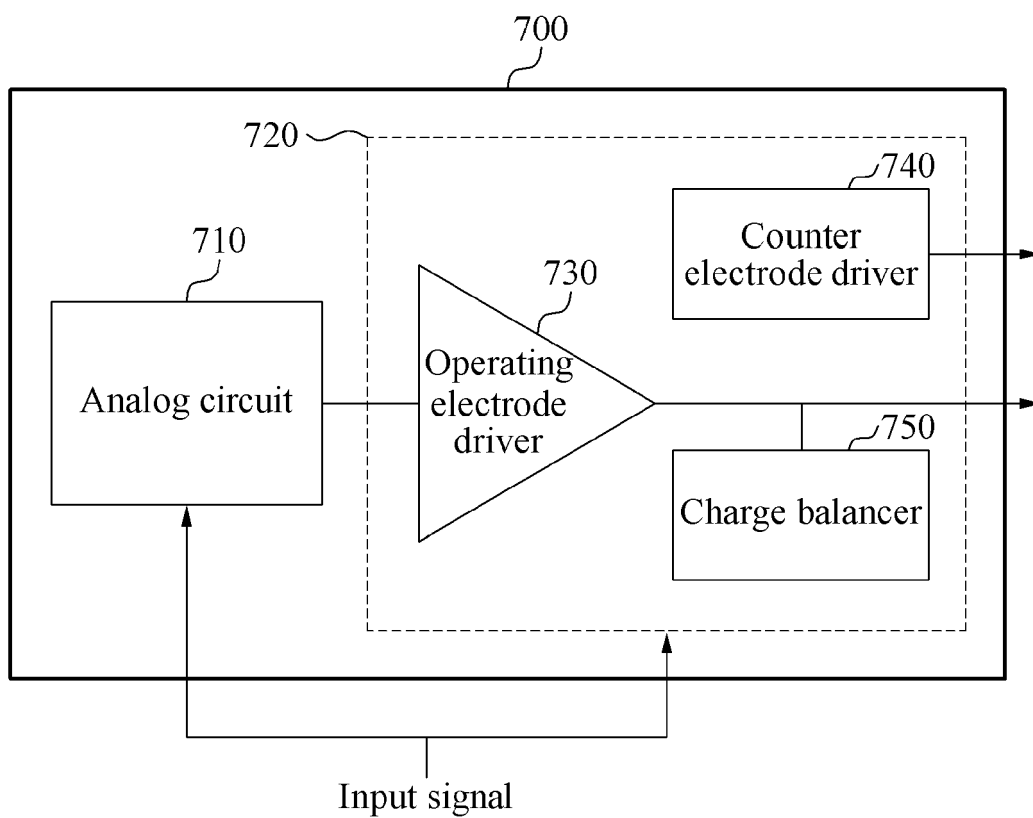 700
720
740
Counter
electrode driver
710
730
Analog circuit
Operating
electrode
driver
750
Charge balancer
Input signal